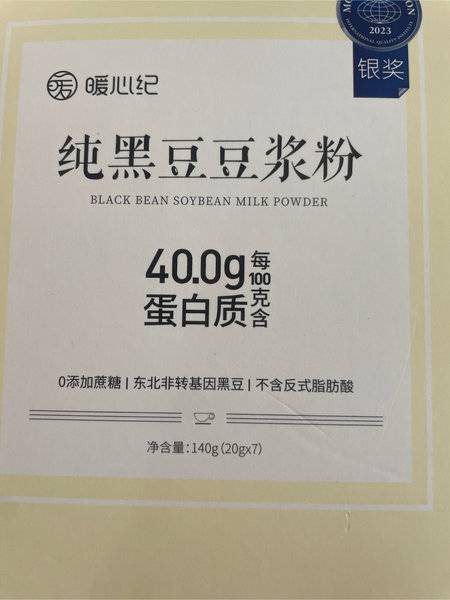 2023
银奖
暖心纪
纯黑豆豆浆粉
BLACK BEAN SOYBEAN MILK POWDER
40.0g
蛋白质
每100克含
0添加蔗糖 | 东北非转基因黑豆 | 不含反式脂肪酸
净含量:140g (20gx7)